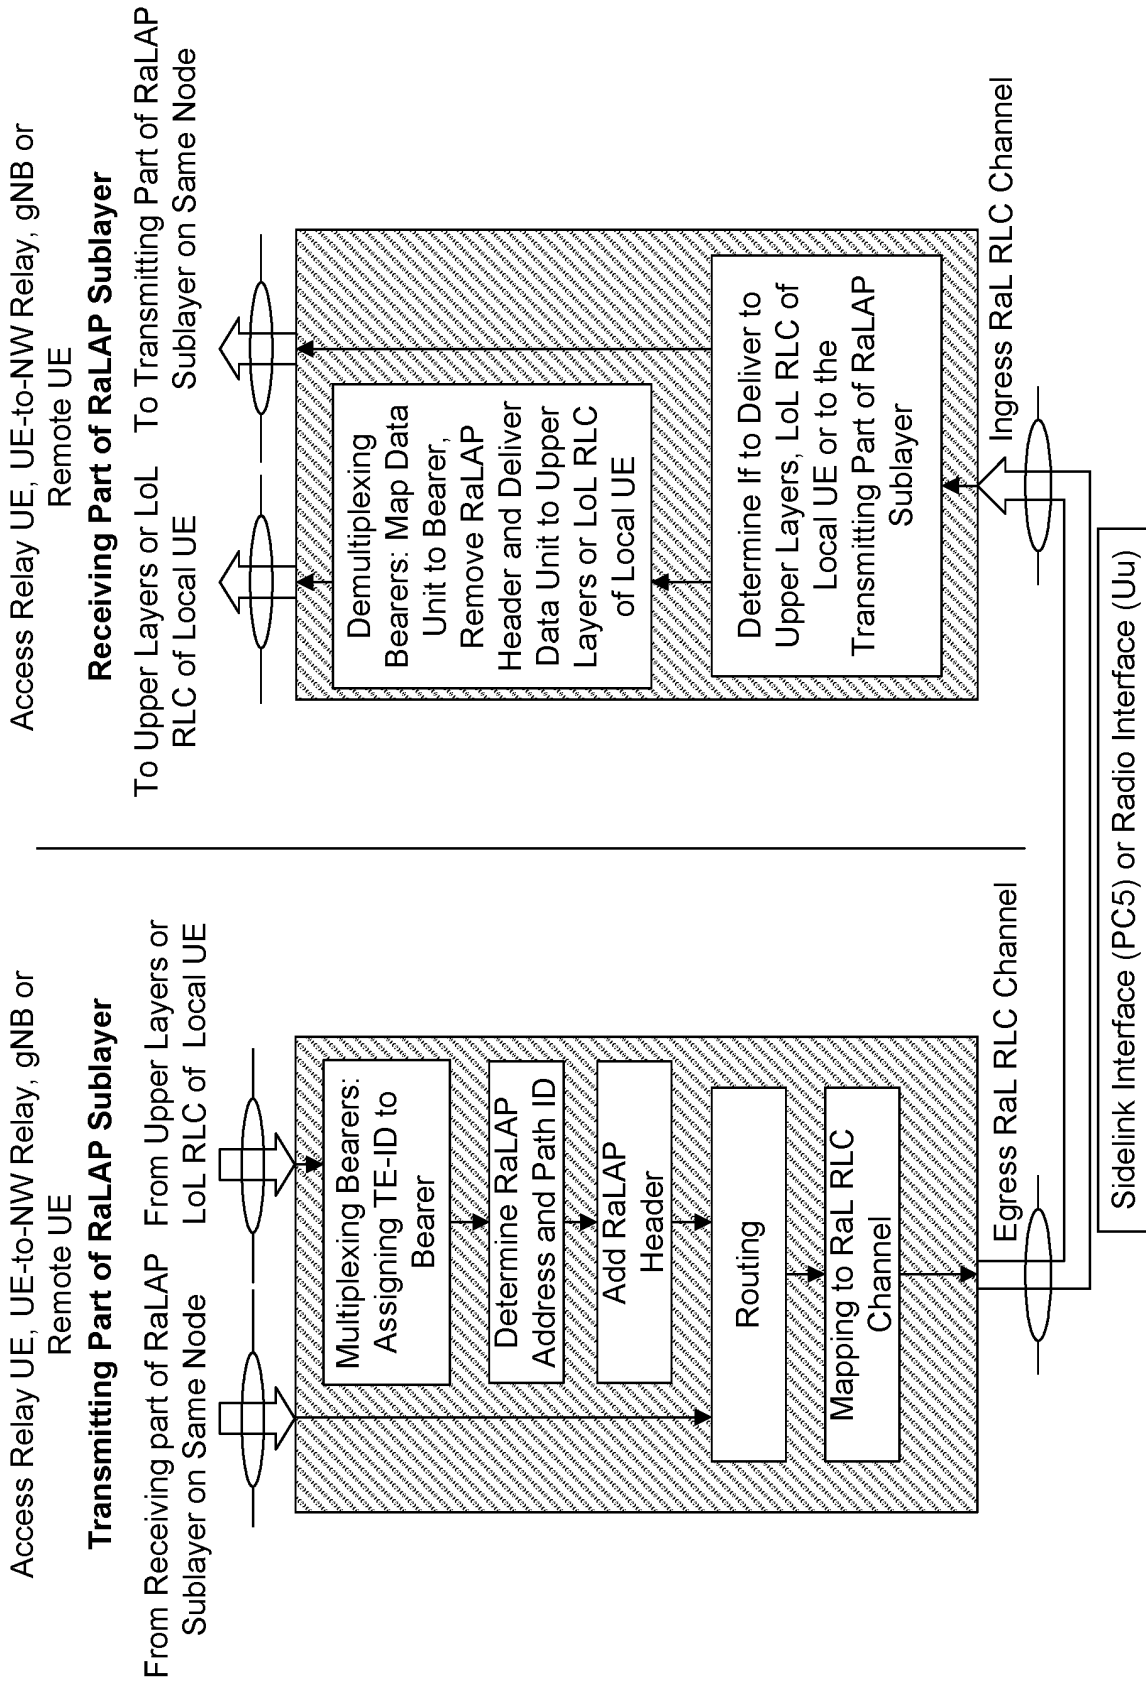 Access Relay UE, UE-to-NW Relay, gNB or
Remote UE
Transmitting Part of RaLAP Sublayer
From Receiving part of RaLAP
Sublayer on Same Node
From Upper Layers or
LoL RLC of Local UE
Multiplexing Bearers:
Assigning TE-ID to
Bearer
Determine RaLAP
Address and Path ID
Add RaLAP
Header
Routing
Mapping to RaL RLC
Channel
Egress RaL RLC Channel
Access Relay UE, UE-to-NW Relay, gNB or
Remote UE
Receiving Part of RaLAP Sublayer
To Upper Layers or LoL
RLC of Local UE
To Transmitting Part of RaLAP
Sublayer on Same Node
Demultiplexing
Bearers: Map Data
Unit to Bearer,
Remove RaLAP
Header and Deliver
Data Unit to Upper
Layers or LoL RLC
of Local UE
Determine If to Deliver to
Upper Layers, LoL RLC of
Local UE or to the
Transmitting Part of RaLAP
Sublayer
Ingress RaL RLC Channel
Sidelink Interface (PC5) or Radio Interface (Uu)